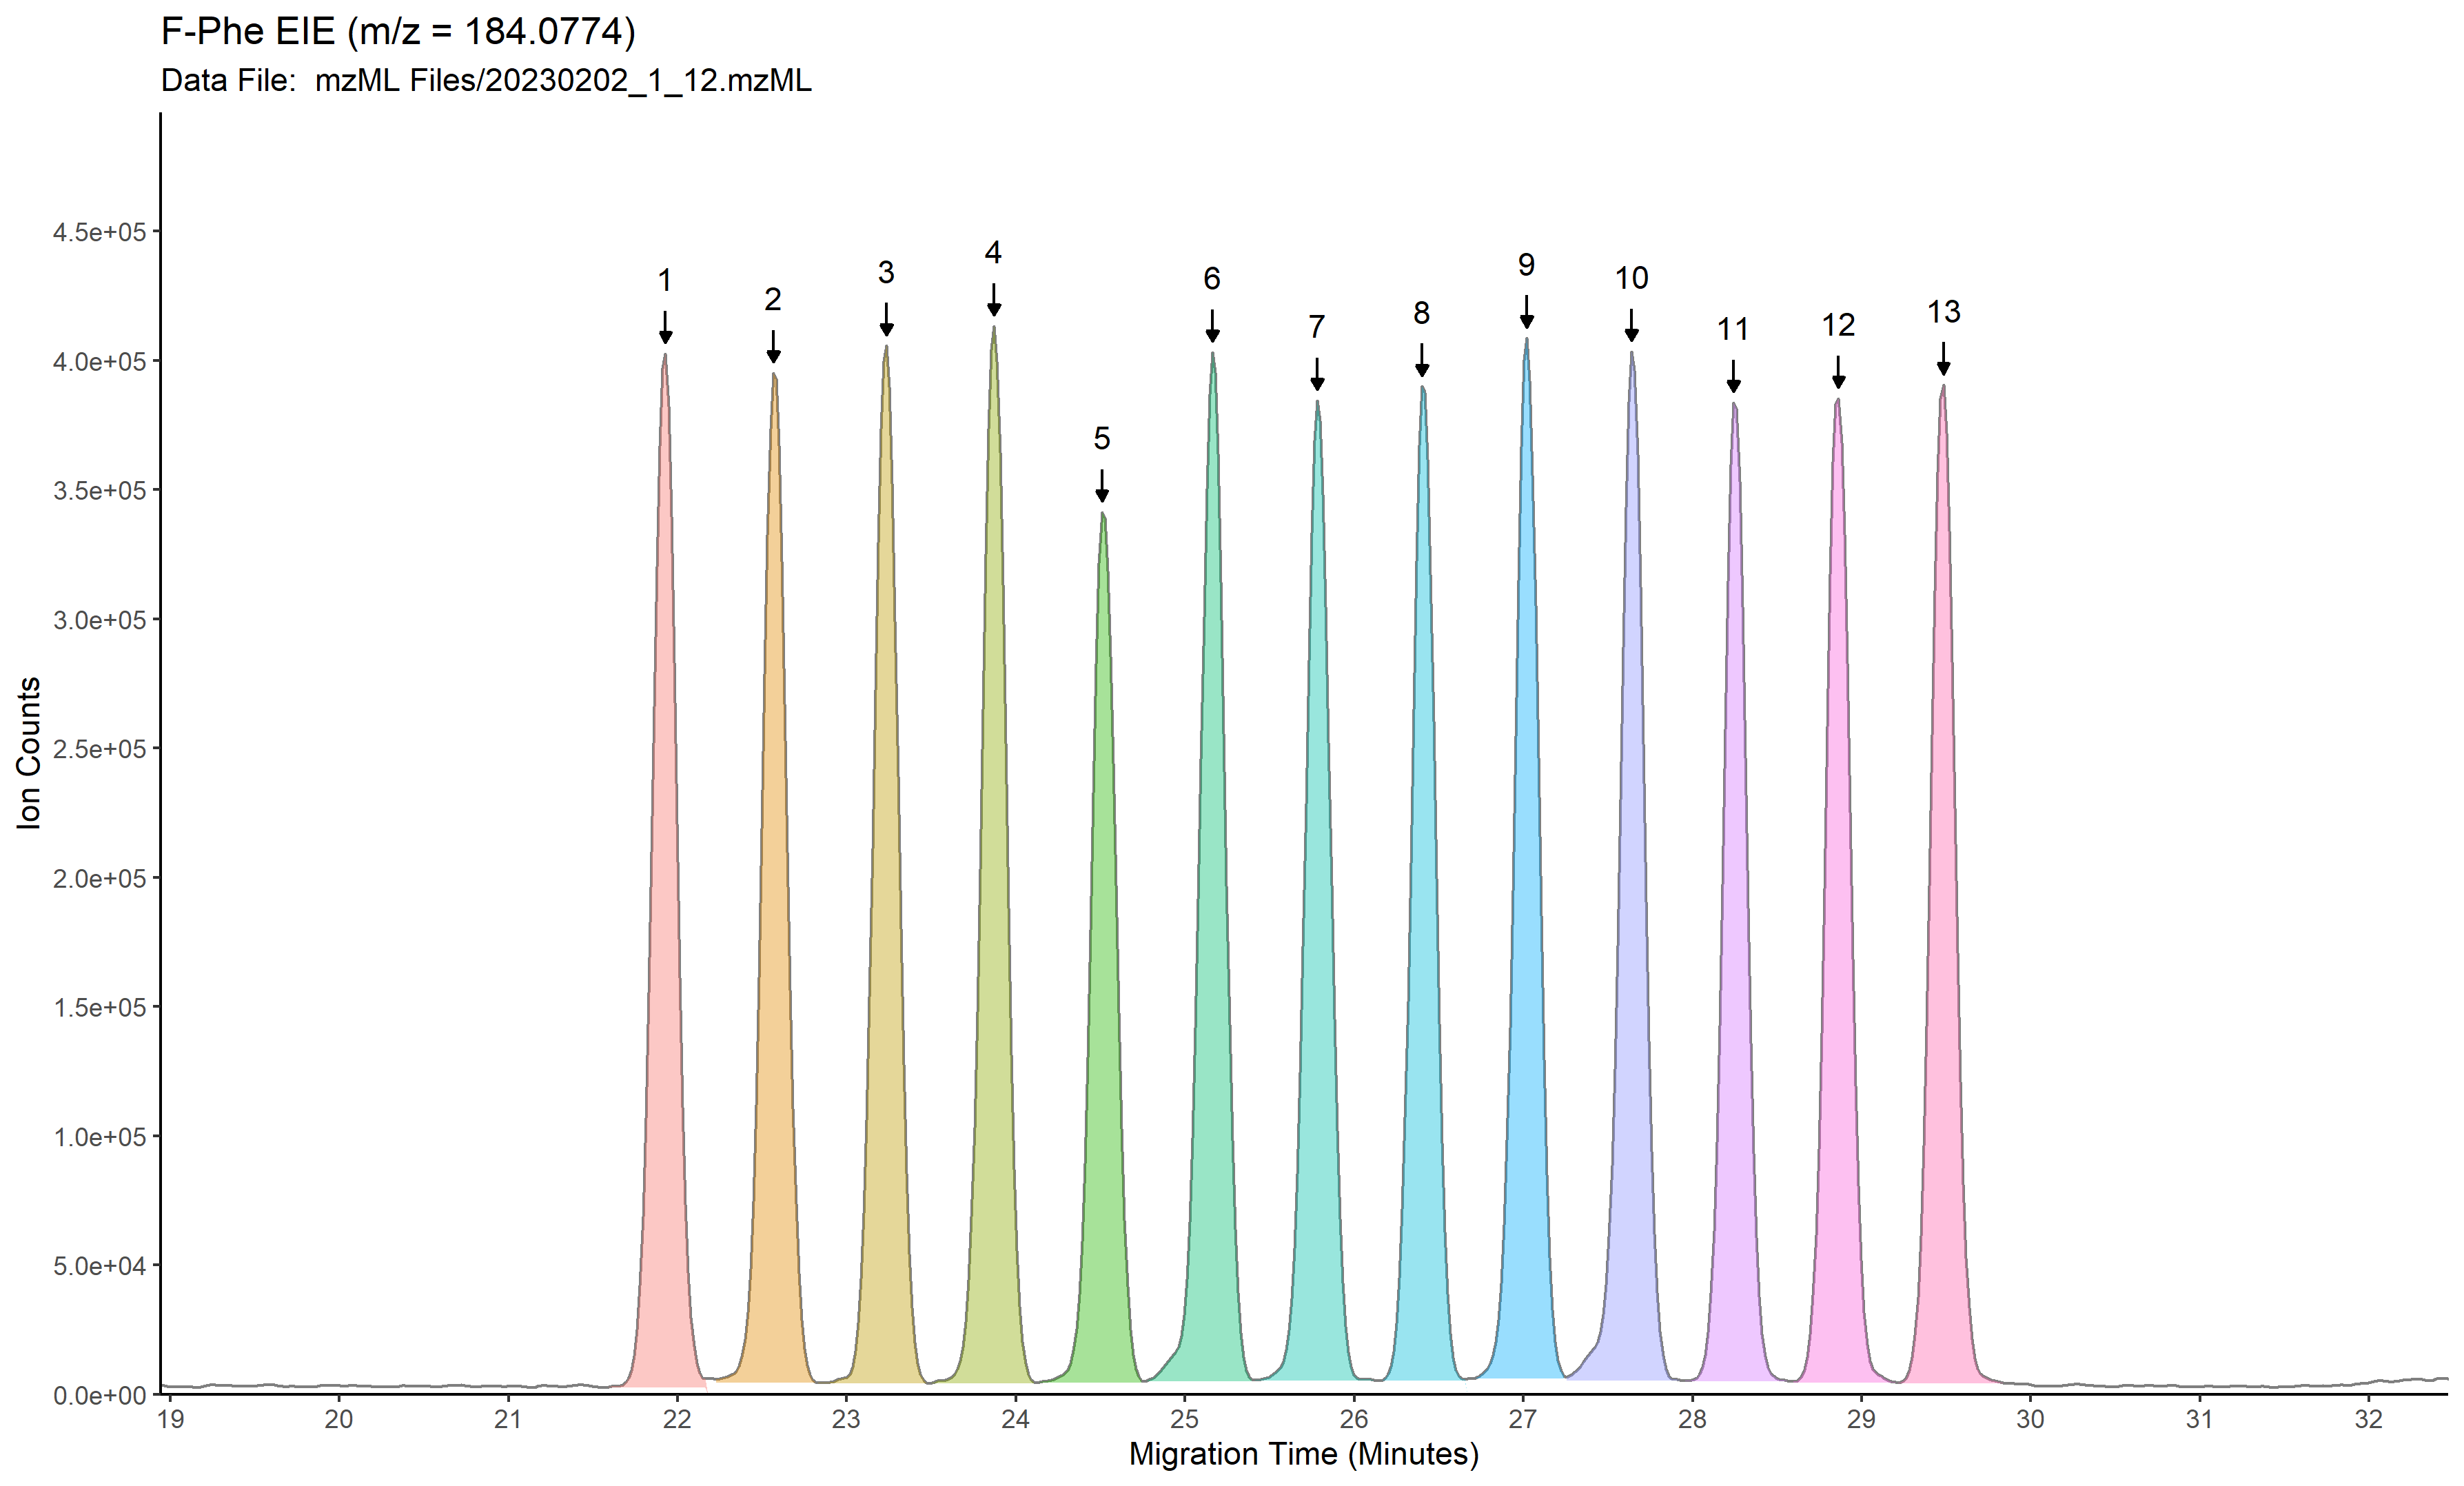 F-Phe EIE (m/z = 184.0774)
Data File:  mzML Files/20230202_1_12.mzML
Ion Counts
4.5e+05
4.0e+05
3.5e+05
3.0e+05
2.5e+05
2.0e+05
1.5e+05
1.0e+05
5.0e+04
0.0e+00
1
2
3
4
5
6
7
8
9
10
11
12
13
19 20 21 22 23 24 25 26 27 28 29 30 31 32
Migration Time (Minutes)